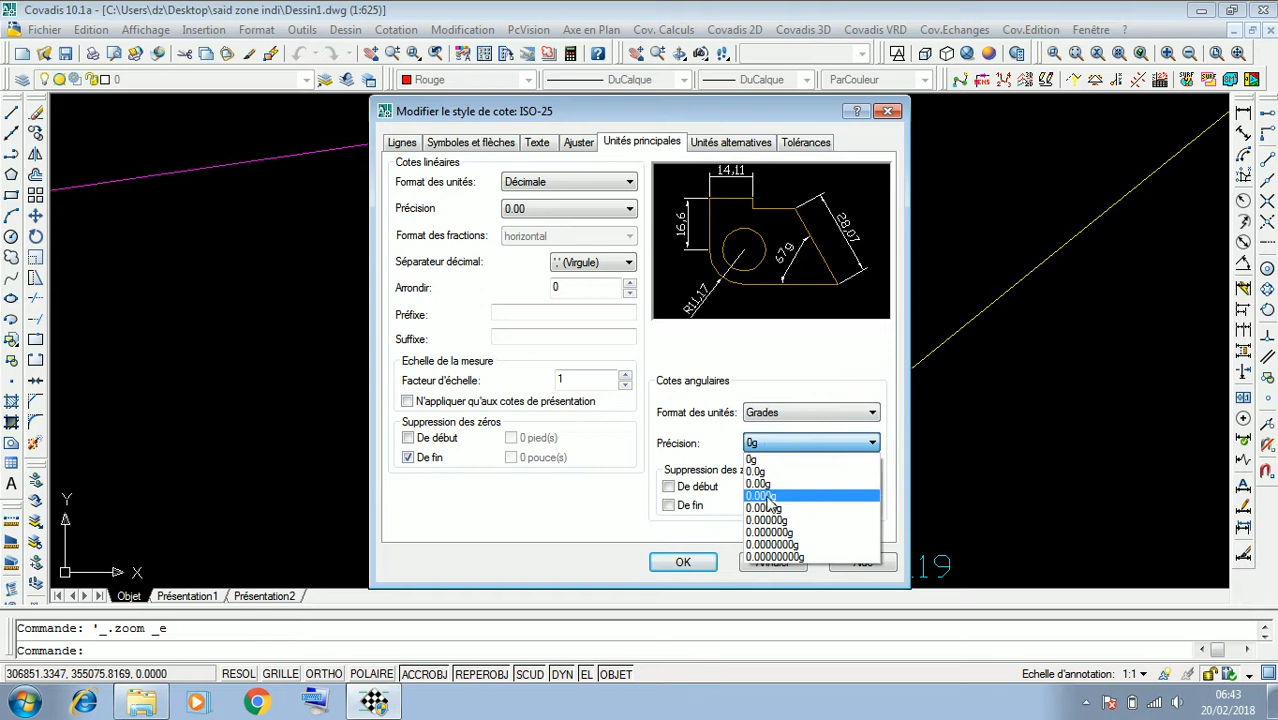 Covadis 10.1a - [C:\Users\dz\Desktop\said zone indi\Dessin1.dwg (1:625)]
Fichier Edition Affichage Insertion Format Outils Dessin Cotation Modification Cov. Calculs Covadis 2D Covadis 3D Covadis VRD Cov.Edition Fenêtre ?
0 Rouge DuCalque DuCalque ParCouleur
Modifier le style de cote: ISO-25
Lignes Symboles et flèches Texte Ajuster Unités principales Unités alternatives Tolérances
Cotes linéaires
Format des unités: Décimale
Précision 0.00
Format des fractions: horizontal
Séparateur décimal: ',' (Virgule)
Arrondir: 0
Préfixe:
Suffixe:
Echelle de la mesure
Facteur d'échelle: 1
N'appliquer qu'aux cotes de présentation
Suppression des zéros
De début 0 pied(s)
De fin 0 pouce(s)
14,11
16,6
28,07
67g
R11,17
Cotes angulaires
Format des unités: Grades
Précision: 0g
0g
0.0g
0.00g
0.000g
0.0000g
0.00000g
0.000000g
0.0000000g
0.00000000g
Suppression des
De début
De fin
OK
19
Y
X
Objet Présentation1 Présentation2
Commande: '_.zoom _e
Commande:
306851.3347, 355075.8169, 0.0000 RESOL GRILLE ORTHO POLAIRE ACCROBJ REPEROBJ SCUD DYN EL OBJET Echelle d'annotation: 1:1
06:43
20/02/2018